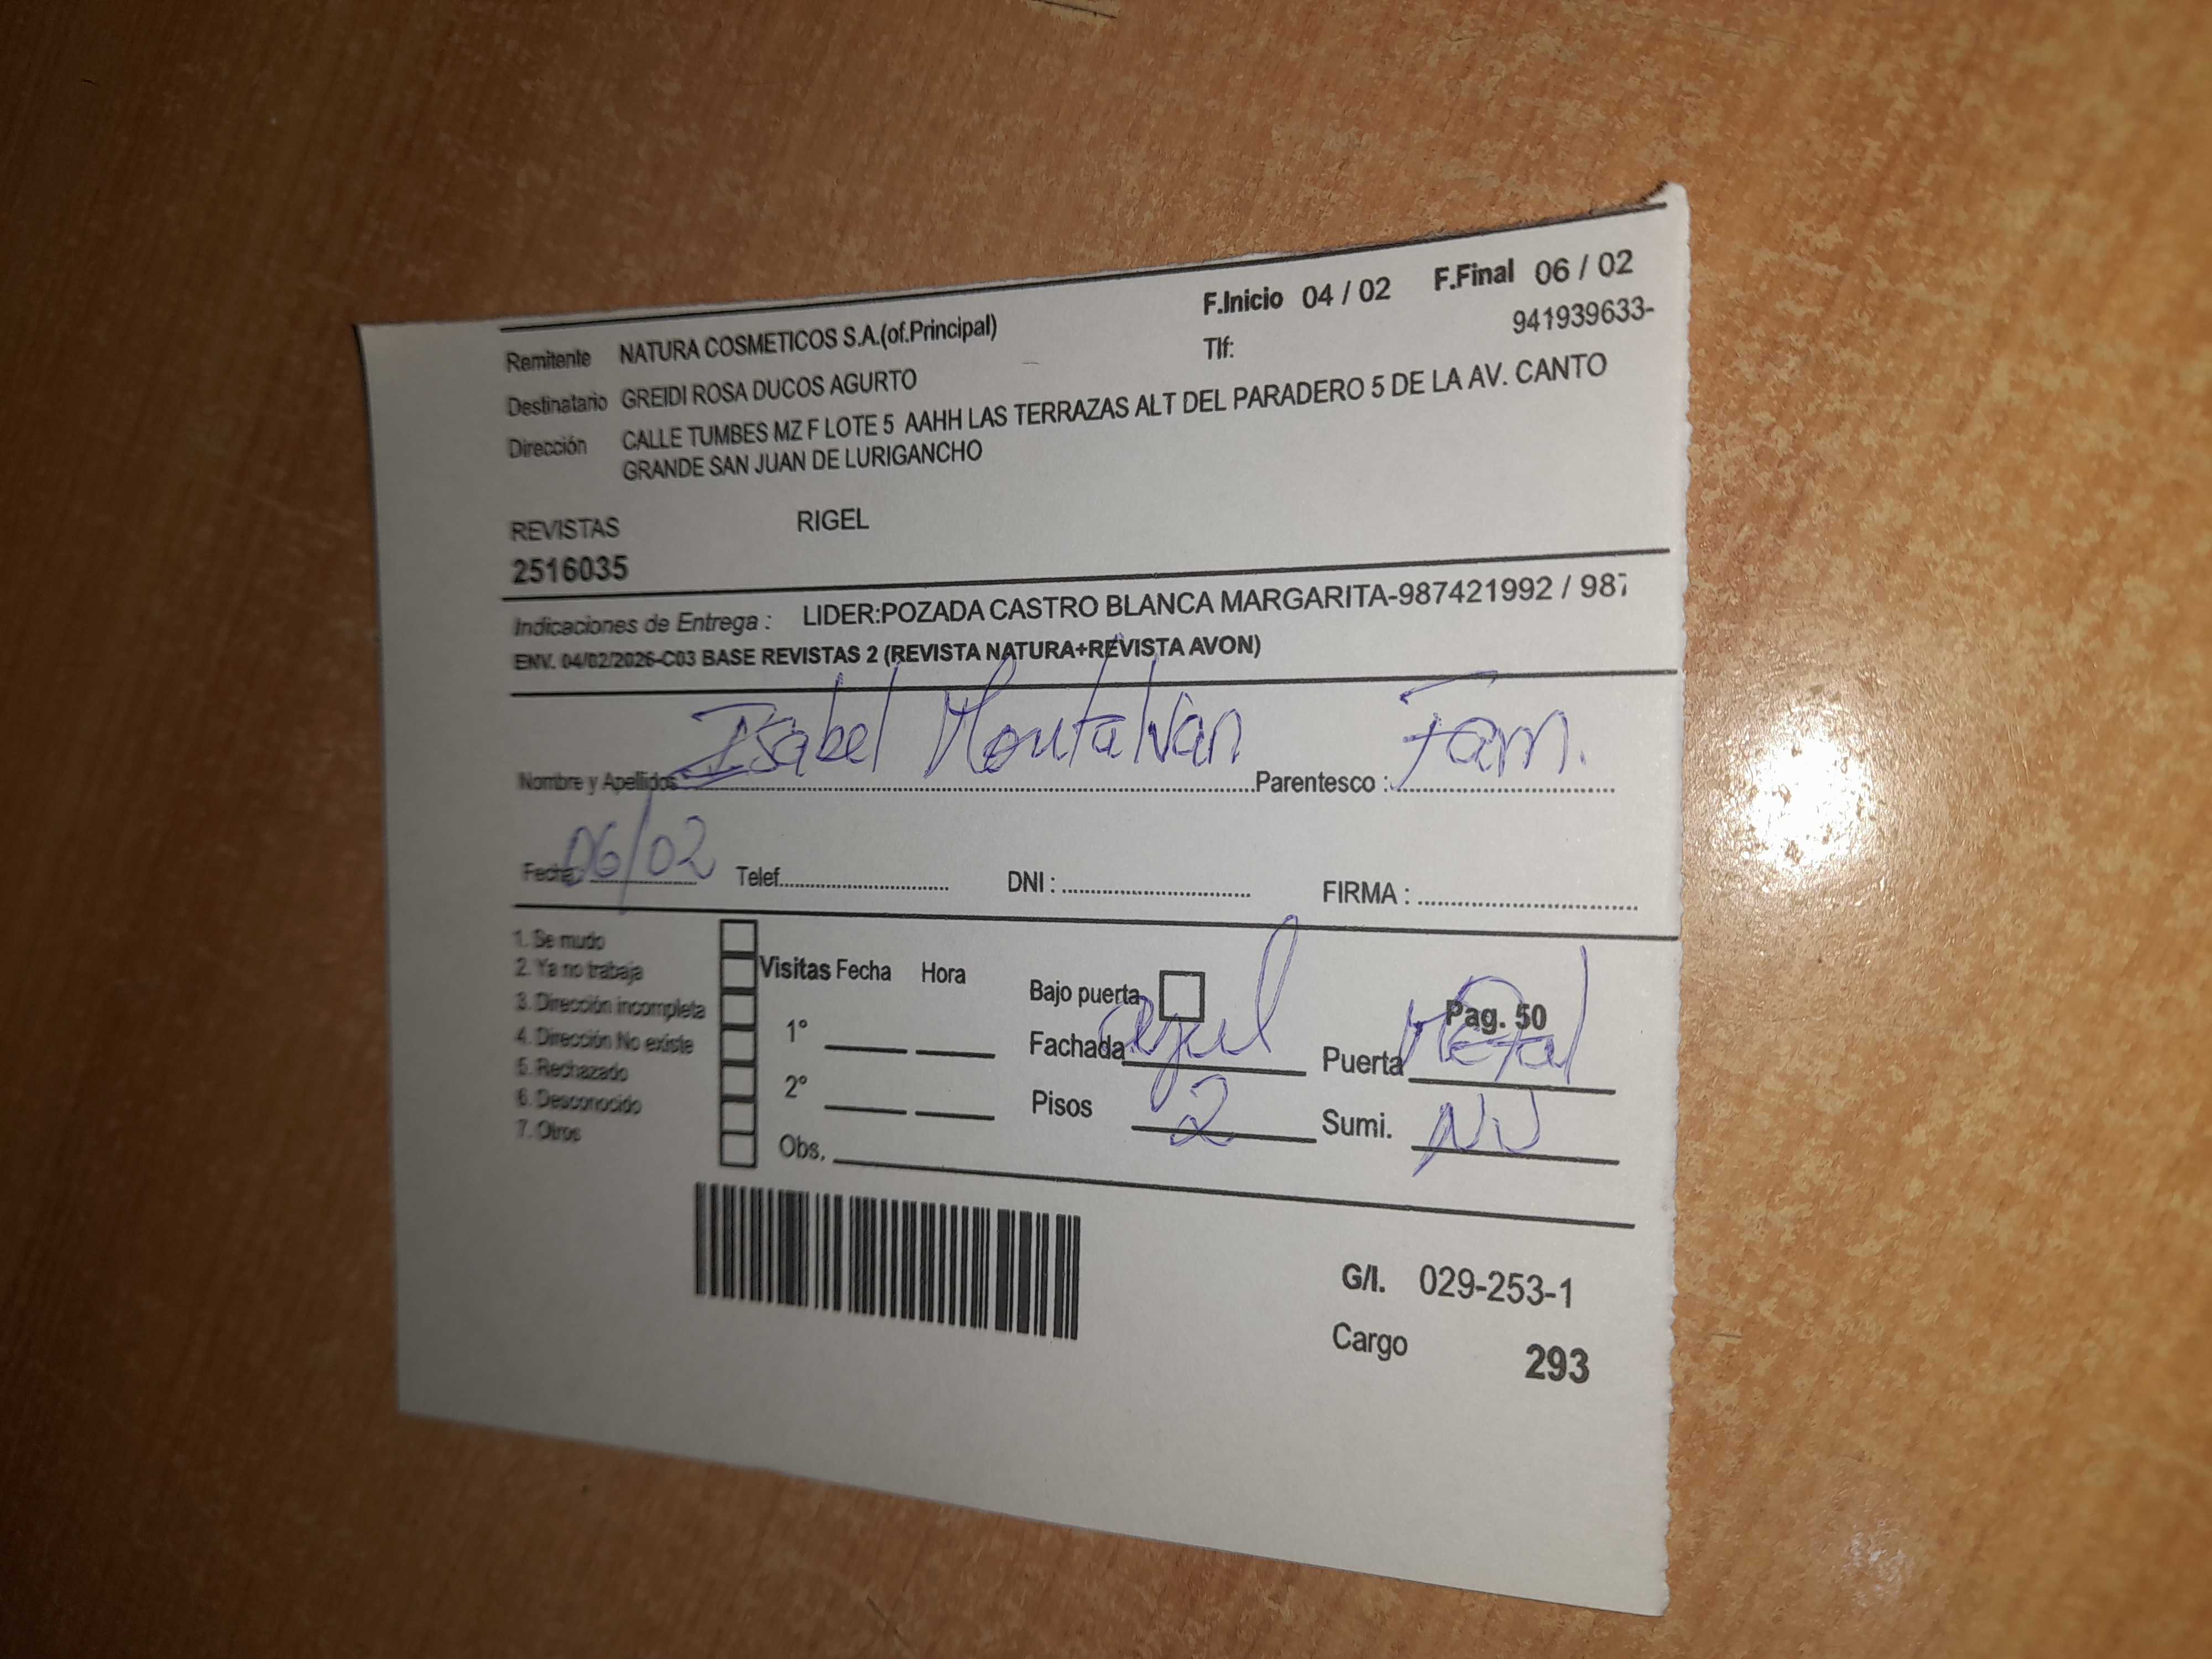 F.Inicio 04 / 02 F.Final 06 / 02
Remitente NATURA COSMETICOS S.A.(of.Principal) Tlf: 941939633-
Destinatario GREIDI ROSA DUCOS AGURTO
Dirección CALLE TUMBES MZ F LOTE 5 AAHH LAS TERRAZAS ALT DEL PARADERO 5 DE LA AV. CANTO
GRANDE SAN JUAN DE LURIGANCHO
REVISTAS RIGEL
2516035
Indicaciones de Entrega : LIDER:POZADA CASTRO BLANCA MARGARITA-987421992 / 987
ENV. 04/02/2026-C03 BASE REVISTAS 2 (REVISTA NATURA+REVISTA AVON)
Nombre y Apellidos Isabel Montalvan Parentesco : Fam.
Fecha: 06/02 Telef. DNI : FIRMA :
1. Se mudo
2. Ya no trabaja
3. Dirección incompleta
4. Dirección No existe
5. Rechazado
6. Desconocido
7. Otros
Visitas Fecha Hora
1°
2°
Obs.
Bajo puerta Pag. 50
Fachada azul Puerta Metal
Pisos 2 Sumi.
G/I. 029-253-1
Cargo 293